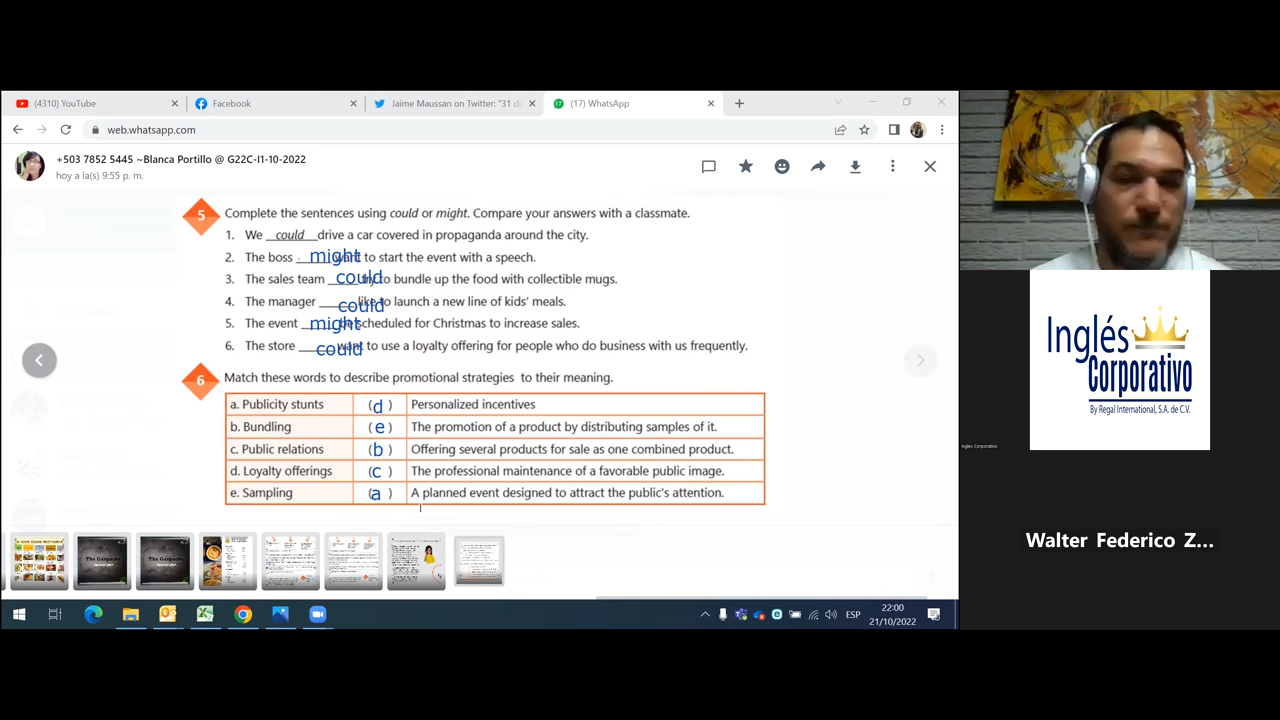 (4310) YouTube
Facebook
Jaime Maussan on Twitter: "31 de
(17) WhatsApp
web.whatsapp.com
+503 7852 5445 ~Blanca Portillo @ G22C-I1-10-2022
hoy a la(s) 9:55 p. m.
5 Complete the sentences using could or might. Compare your answers with a classmate.
1. We could drive a car covered in propaganda around the city.
2. The boss might want to start the event with a speech.
3. The sales team could try to bundle up the food with collectible mugs.
4. The manager could like to launch a new line of kids' meals.
5. The event might be scheduled for Christmas to increase sales.
6. The store could want to use a loyalty offering for people who do business with us frequently.
6 Match these words to describe promotional strategies to their meaning.
a. Publicity stunts (d) Personalized incentives
b. Bundling (e) The promotion of a product by distributing samples of it.
c. Public relations (b) Offering several products for sale as one combined product.
d. Loyalty offerings (c) The professional maintenance of a favorable public image.
e. Sampling (a) A planned event designed to attract the public's attention.
ESP
22:00
21/10/2022
Inglés
Corporativo
By Regal International, S.A. de C.V.
Inglés Corporativo
Walter Federico Z...